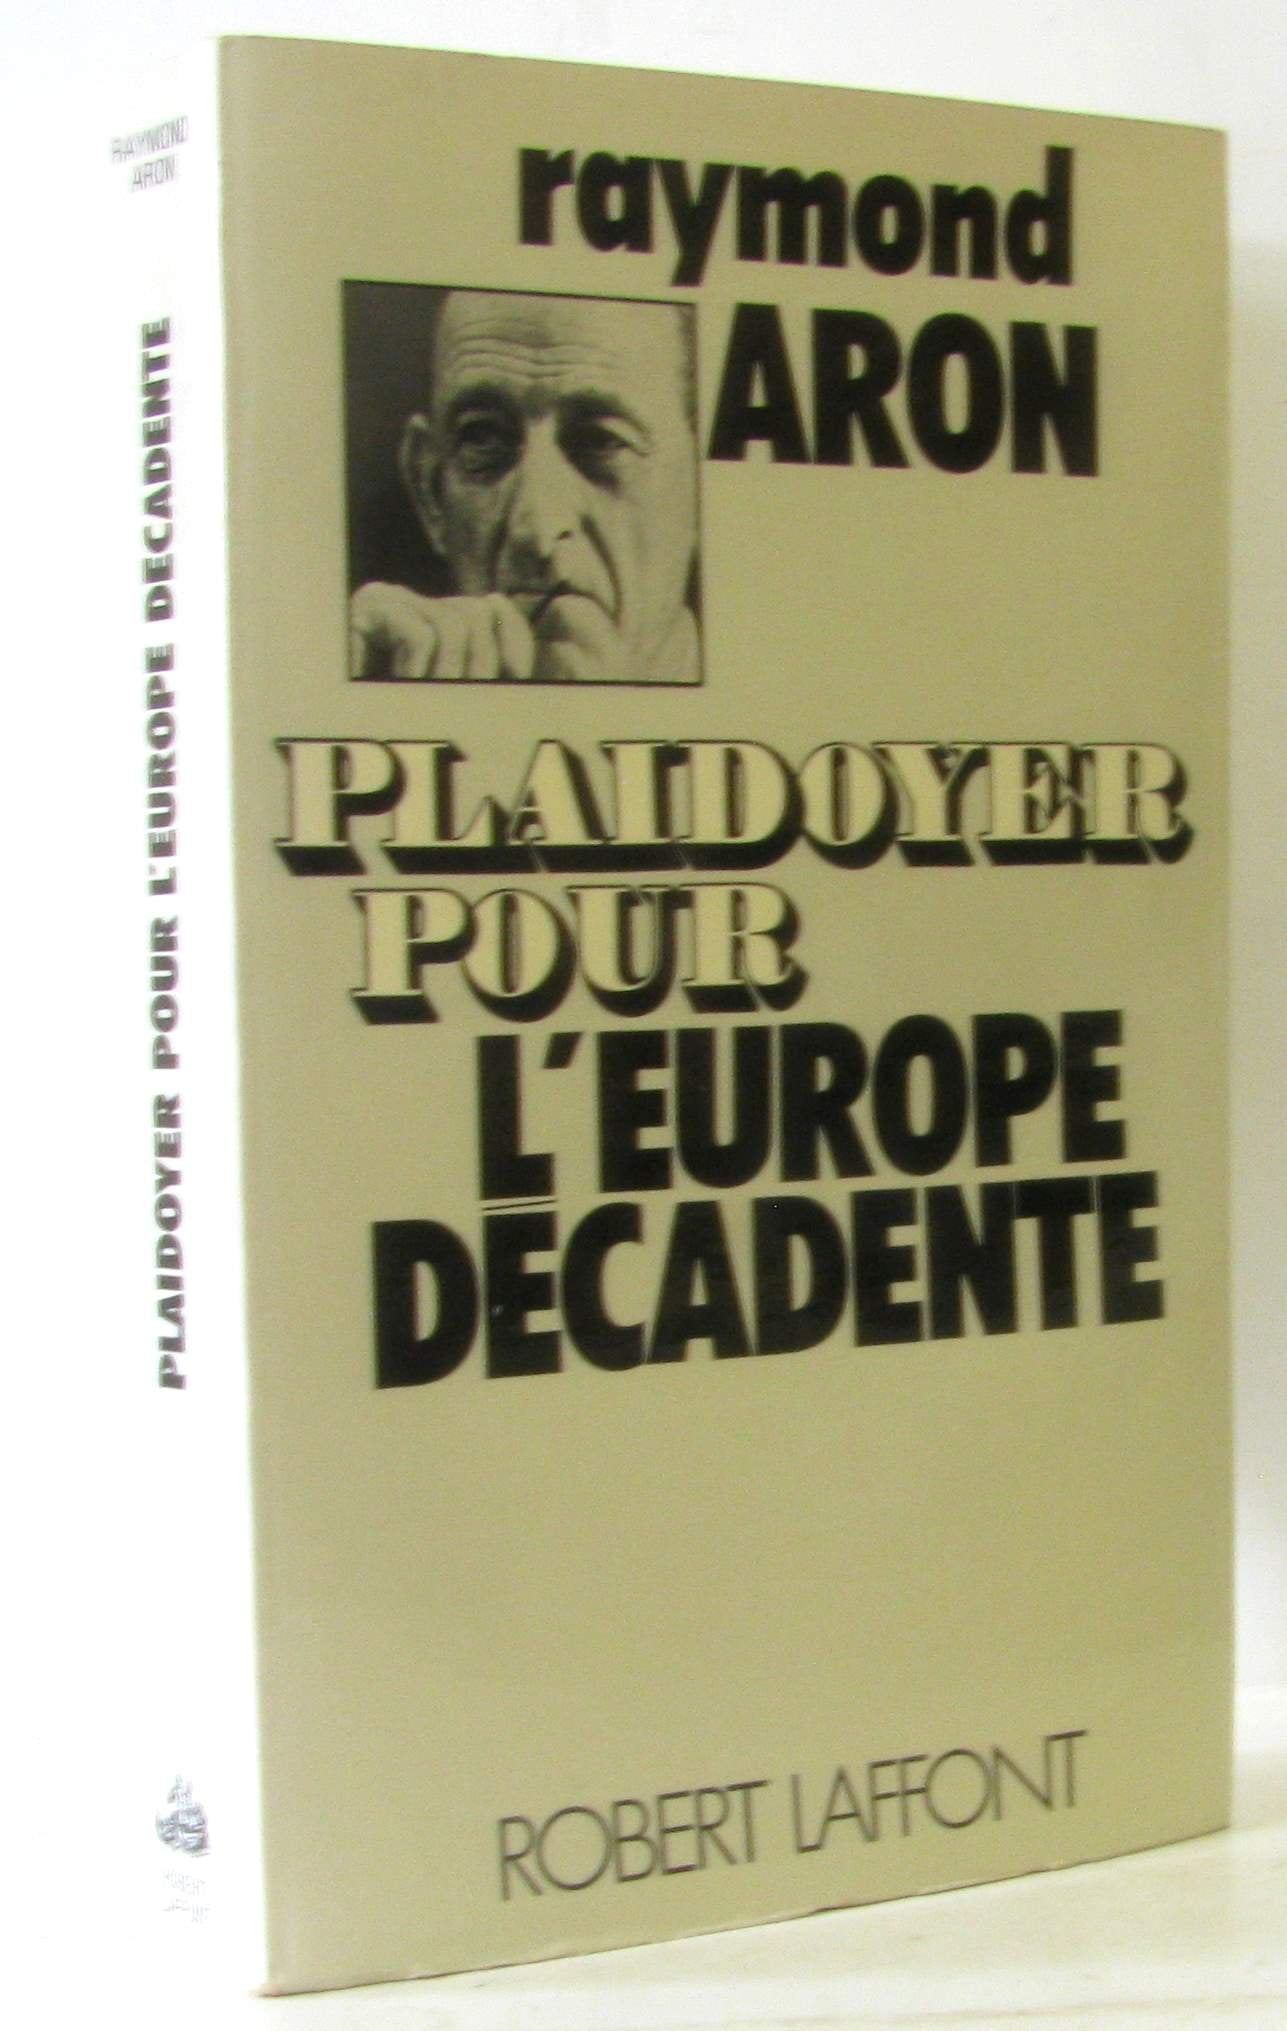 RAYMOND
ARON
PLAIDOYER POUR L'EUROPE DÉCADENTE
raymond
ARON
PLAIDOYER
POUR
L'EUROPE
DÉCADENTE
ROBERT LAFFONT